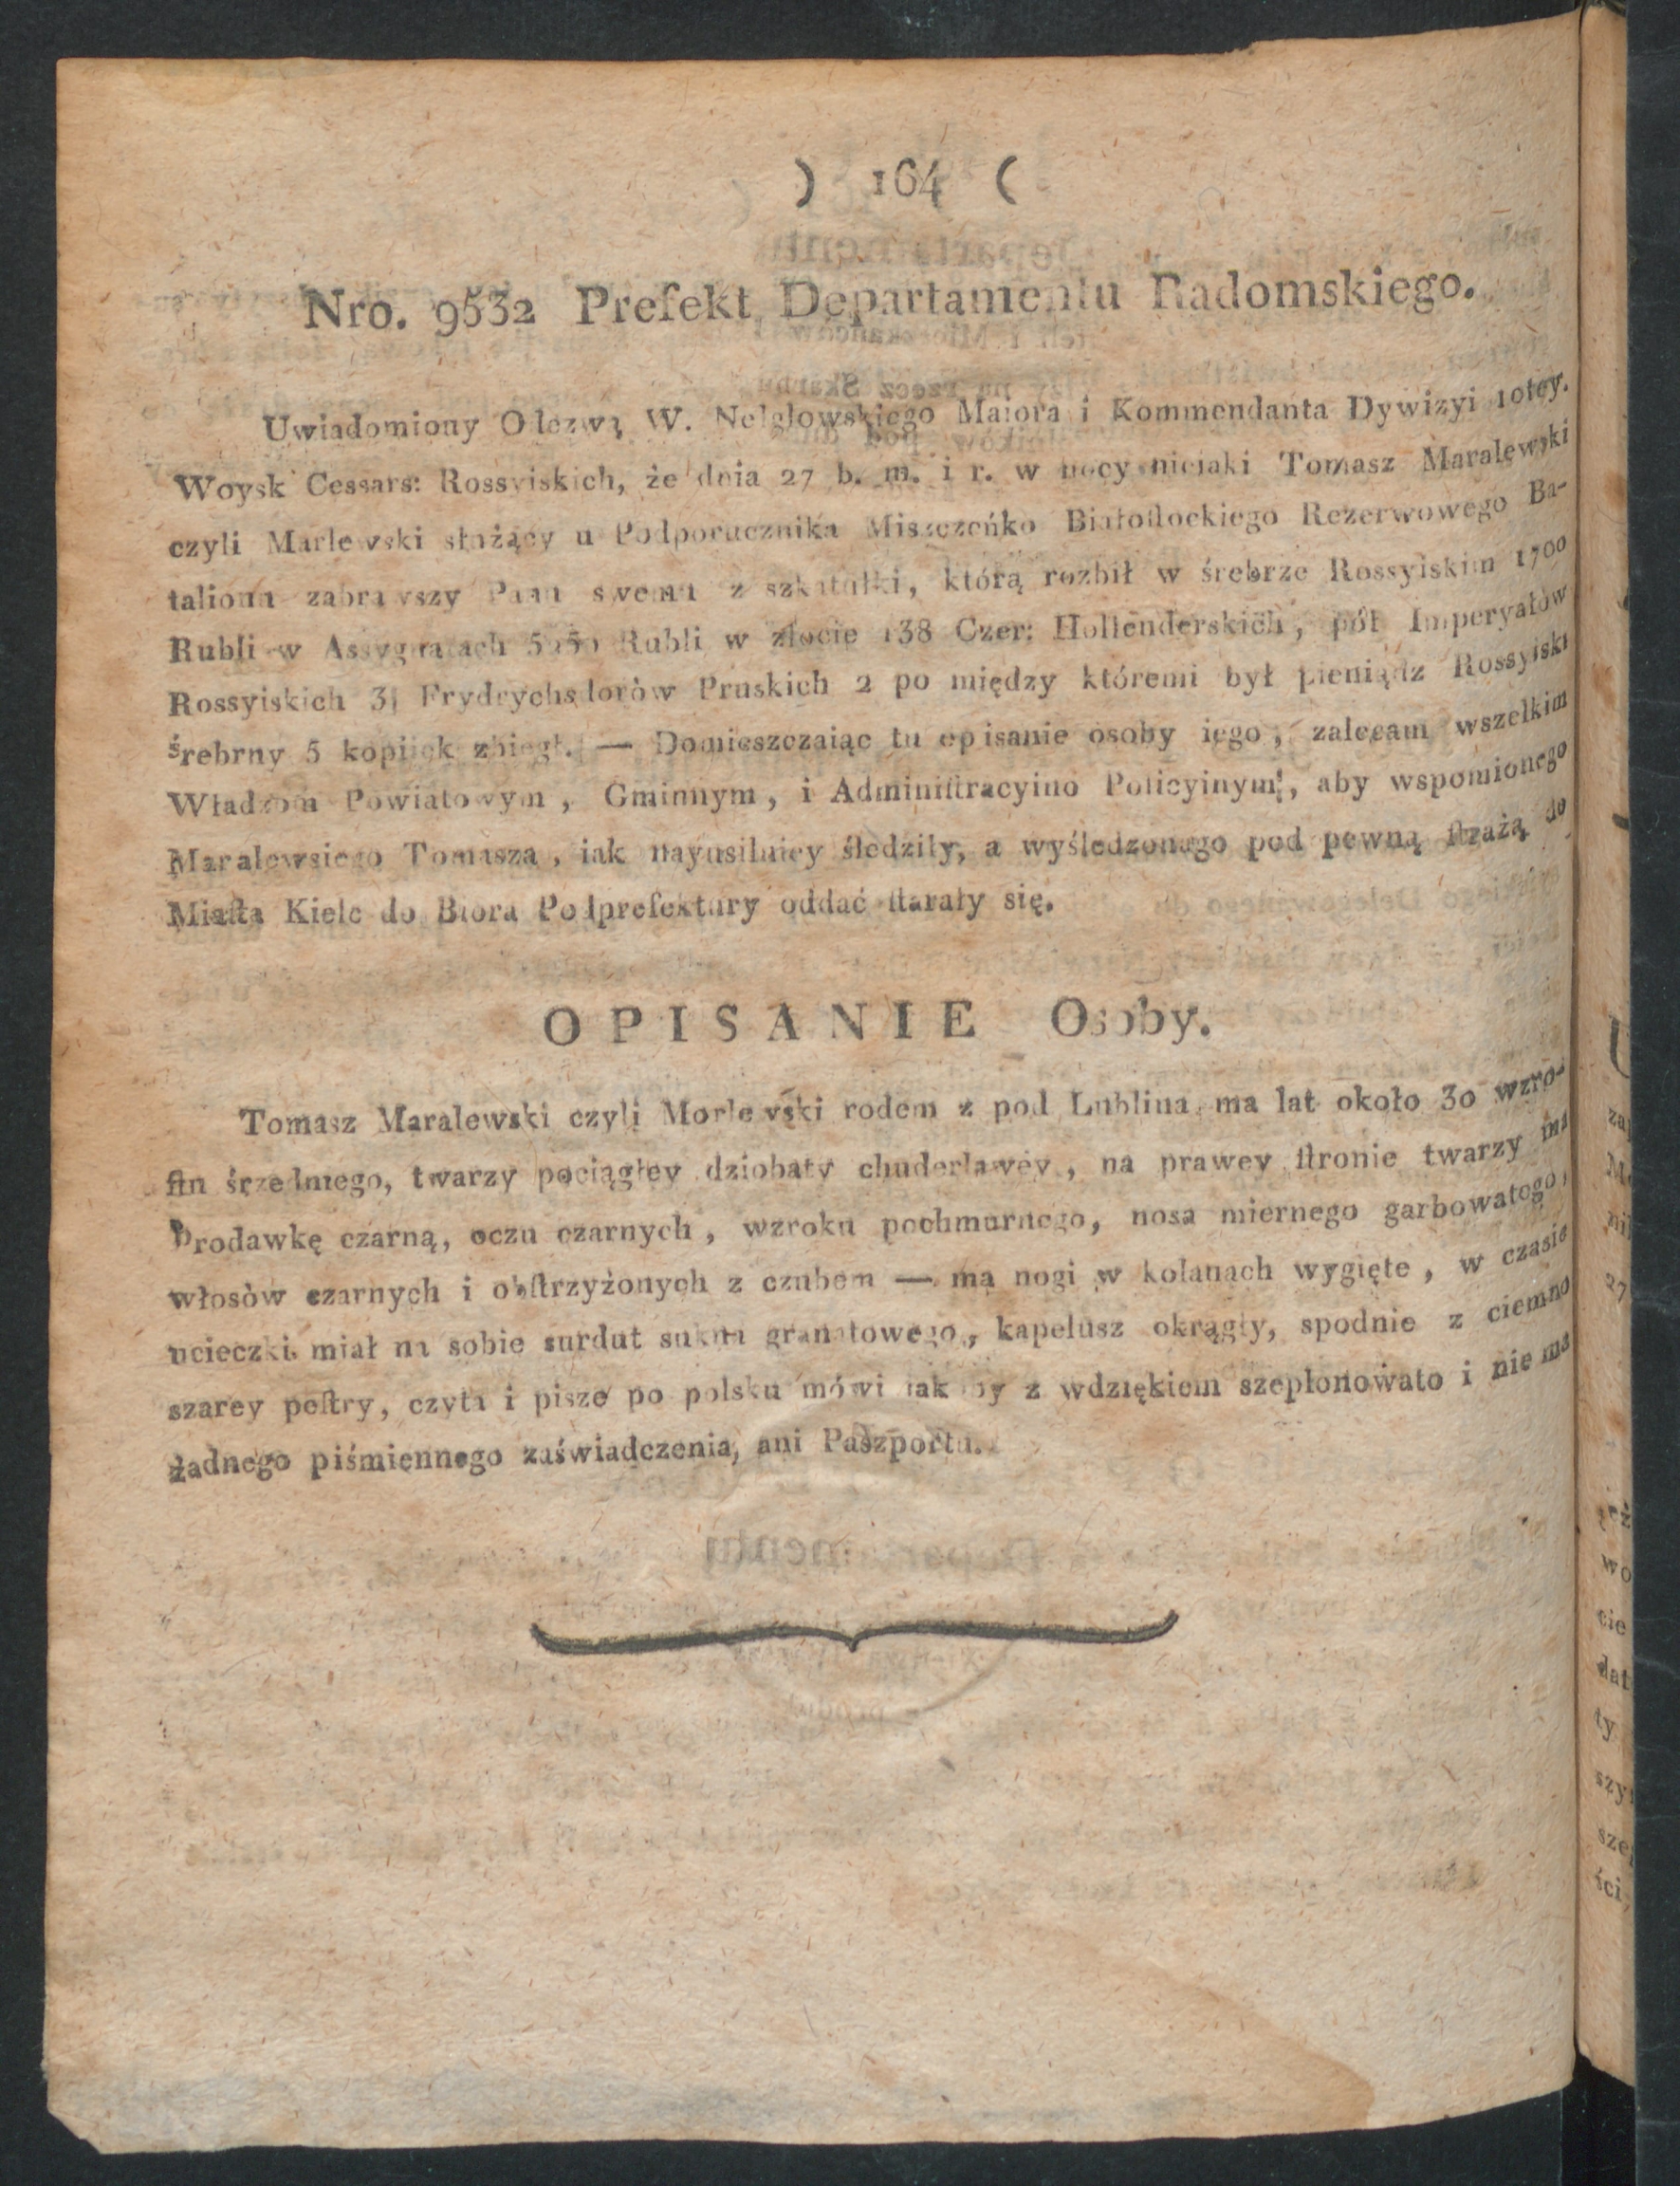 ) 164 (
Nro. 9532 Prefekt Departamentu Radomskiego.
Uwiadomiony Odezwą W. Nelglowskiego Maiora i Kommendanta Dywizyi 10tey.
Woysk Cessars: Rossyiskich, że dnia 27 b. m. i r. w nocy nieiaki Tomasz Maralewski
czyli Marlewski służący u Podporucznika Miszczeńko Białoſtockiego Rezerwowego Ba-
taliona zabrawszy Panu swemu z szkatułki, którą rozbił w śrebrze Rossyiskim 1700
Rubli w Assygnatach Rubli w złocie 138 Czer: Hollenderskich, pół Imperyałów
Rossyiskich Frydrychsdorów Pruskich 2 po między któremi był pieniądz Rossyiski
śrebrny 5 kopiiek zbiegł. — Domieszczaiąc tu opisanie osoby iego, zalecam wszelkim
Władzom Powiatowym, Gminnym, i Adminiſtracyino Policyinym, aby wspomionego
Maralewsiego Tomasza, iak nayusilniey śledziły, a wyśledzonego pod pewną ſtrażą do
Miaſta Kielc do Biora Podprefektury oddać ſtarały się.
OPISANIE Osoby.
Tomasz Maralewski czyli Morlewski rodem z pod Lublina ma lat około 30 wzro-
ſtu śrzedniego, twarzy pociągłey dziobaty chuderlawey, na prawey ſtronie twarzy ma
brodawkę czarną, oczu czarnych, wzroku pochmurnego, nosa miernego garbowatego,
włosów czarnych i obſtrzyżonych z czubem — ma nogi w kolanach wygięte, w czasie
ucieczki miał na sobie surdut sukna granatowego, kapelusz okrągły, spodnie z ciemno
szarey peſtry, czyta i pisze po polsku mówi iak by z wdziękiem szeplonowato i nie ma
żadnego piśmiennego zaświadczenia, ani Paszportu.